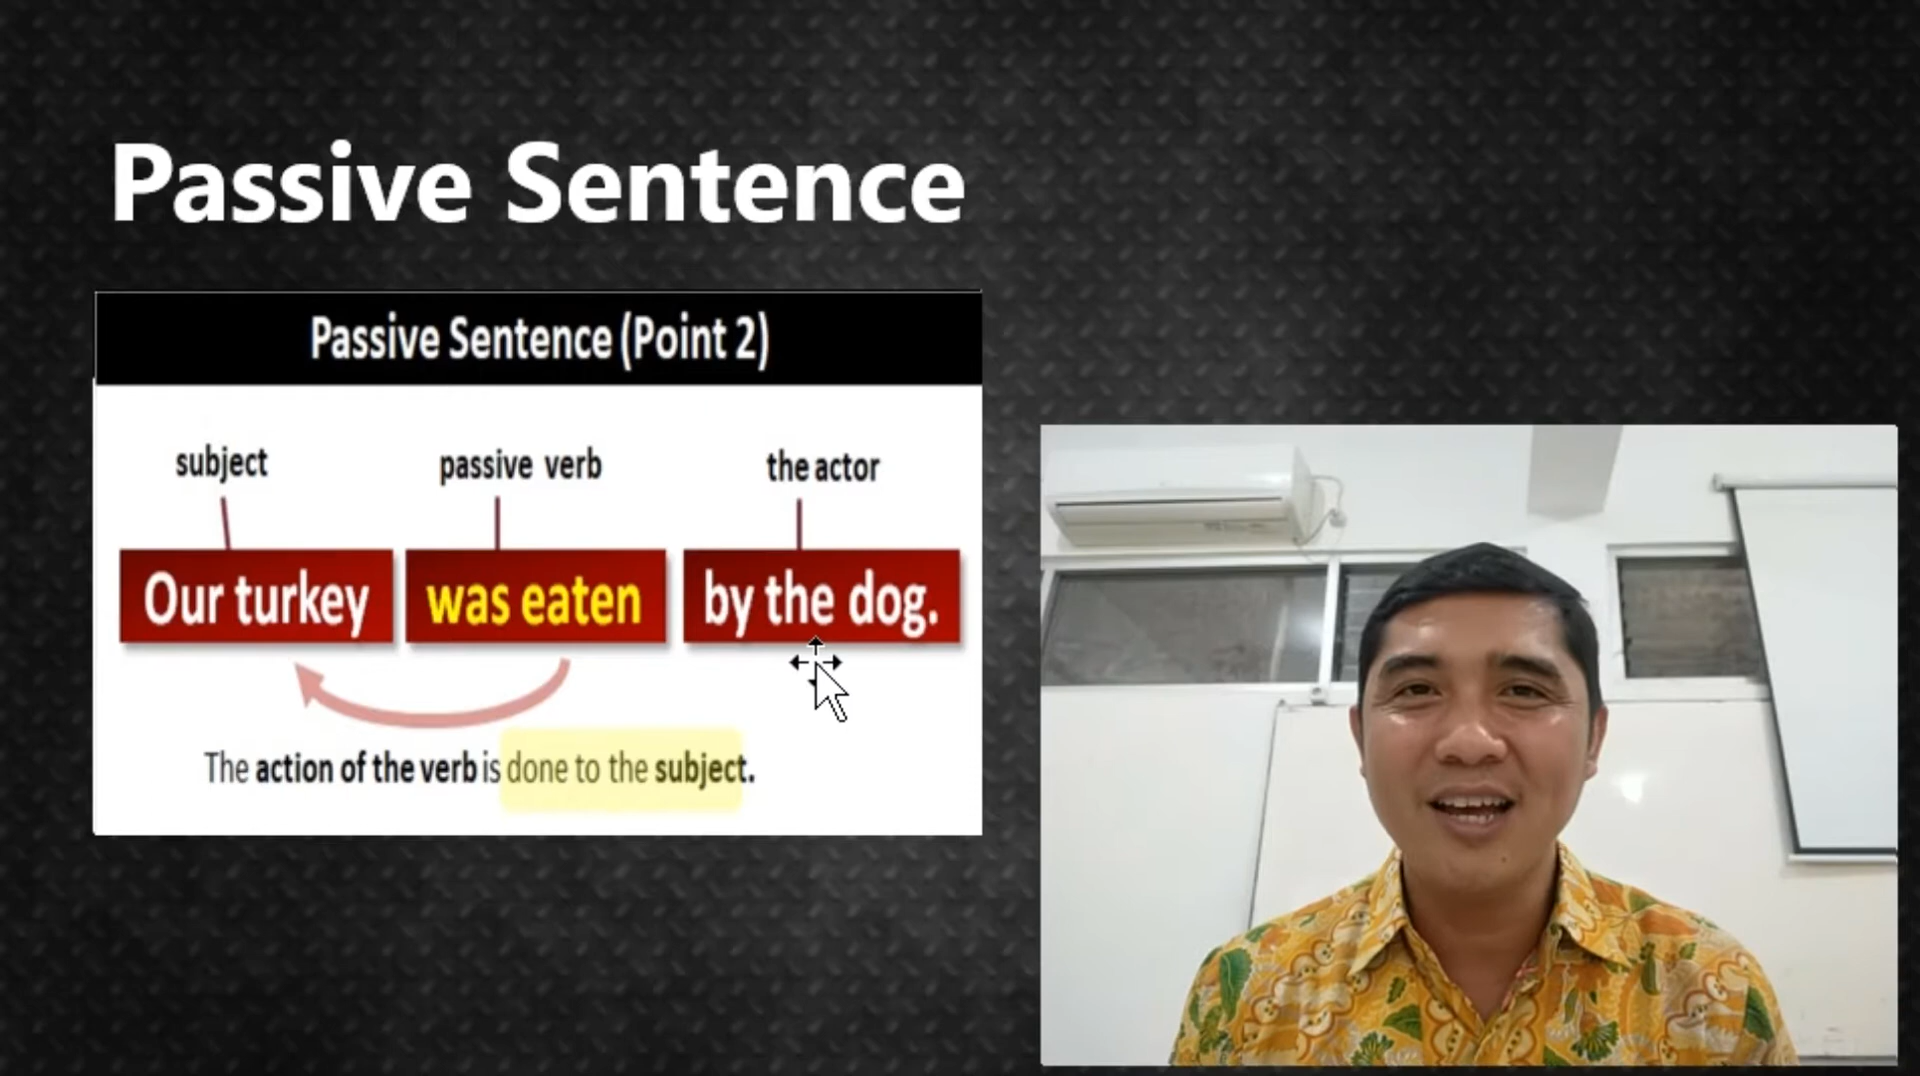 Passive Sentence
Passive Sentence (Point 2)
subject passive verb the actor
Our turkey was eaten by the dog.
The action of the verb is done to the subject.